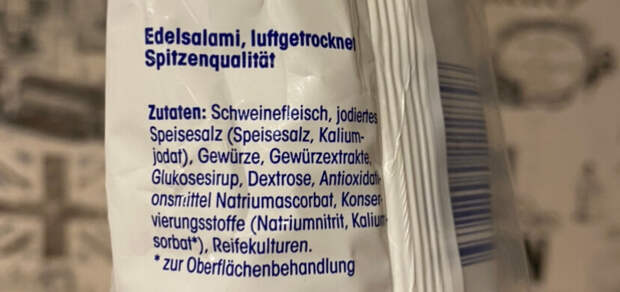 Edelsalami, luftgetrocknet
Spitzenqualität
Zutaten: Schweinefleisch, jodiertes
Speisesalz (Speisesalz, Kalium-
jodat), Gewürze, Gewürzextrakte,
Glukosesirup, Dextrose, Antioxidati-
onsmittel Natriumascorbat, Konser-
vierungsstoffe (Natriumnitrit, Kalium-
sorbat*), Reifekulturen.
* zur Oberflächenbehandlung